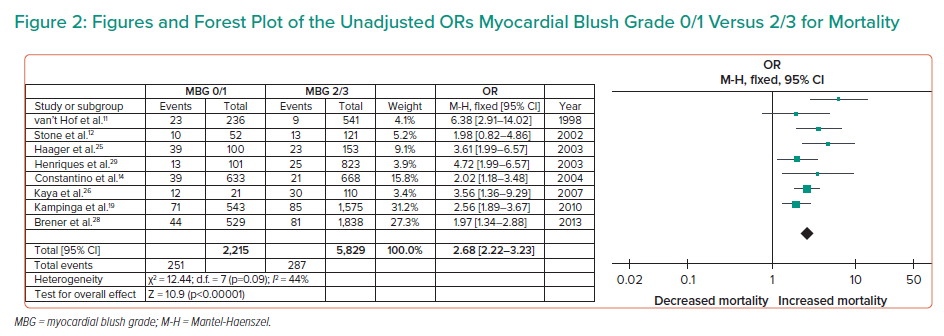 Figure 2: Figures and Forest Plot of the Unadjusted ORs Myocardial Blush Grade 0/1 Versus 2/3 for Mortality
OR
M-H, fixed, 95% CI
MBG 0/1 MBG 2/3 OR
Study or subgroup Events Total Events Total Weight M-H, fixed [95% CI] Year
van't Hof et al.¹¹ 23 236 9 541 4.1% 6.38 [2.91–14.02] 1998
Stone et al.¹² 10 52 13 121 5.2% 1.98 [0.82–4.86] 2002
Haager et al.²⁵ 39 100 23 153 9.1% 3.61 [1.99–6.57] 2003
Henriques et al.²⁹ 13 101 25 823 3.9% 4.72 [1.99–6.57] 2003
Constantino et al.¹⁴ 39 633 21 668 15.8% 2.02 [1.18–3.48] 2004
Kaya et al.²⁶ 12 21 30 110 3.4% 3.56 [1.36–9.29] 2007
Kampinga et al.¹⁹ 71 543 85 1,575 31.2% 2.56 [1.89–3.67] 2010
Brener et al.²⁸ 44 529 81 1,838 27.3% 1.97 [1.34–2.88] 2013
Total [95% CI] 2,215 5,829 100.0% 2.68 [2.22–3.23]
Total events 251 287
Heterogeneity χ² = 12.44; d.f. = 7 (p=0.09); I² = 44%
Test for overall effect Z = 10.9 (p<0.00001)
0.02 0.1 1 10 50
Decreased mortality Increased mortality
MBG = myocardial blush grade; M-H = Mantel-Haenszel.